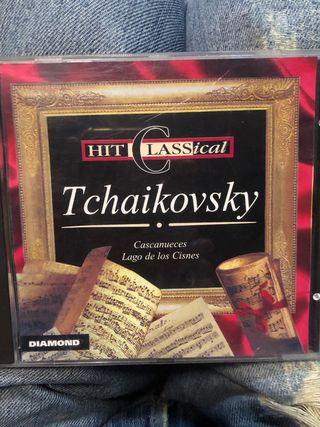 HIT CLASSical
Tchaikovsky
Cascanueces
Lago de los Cisnes
DIAMOND